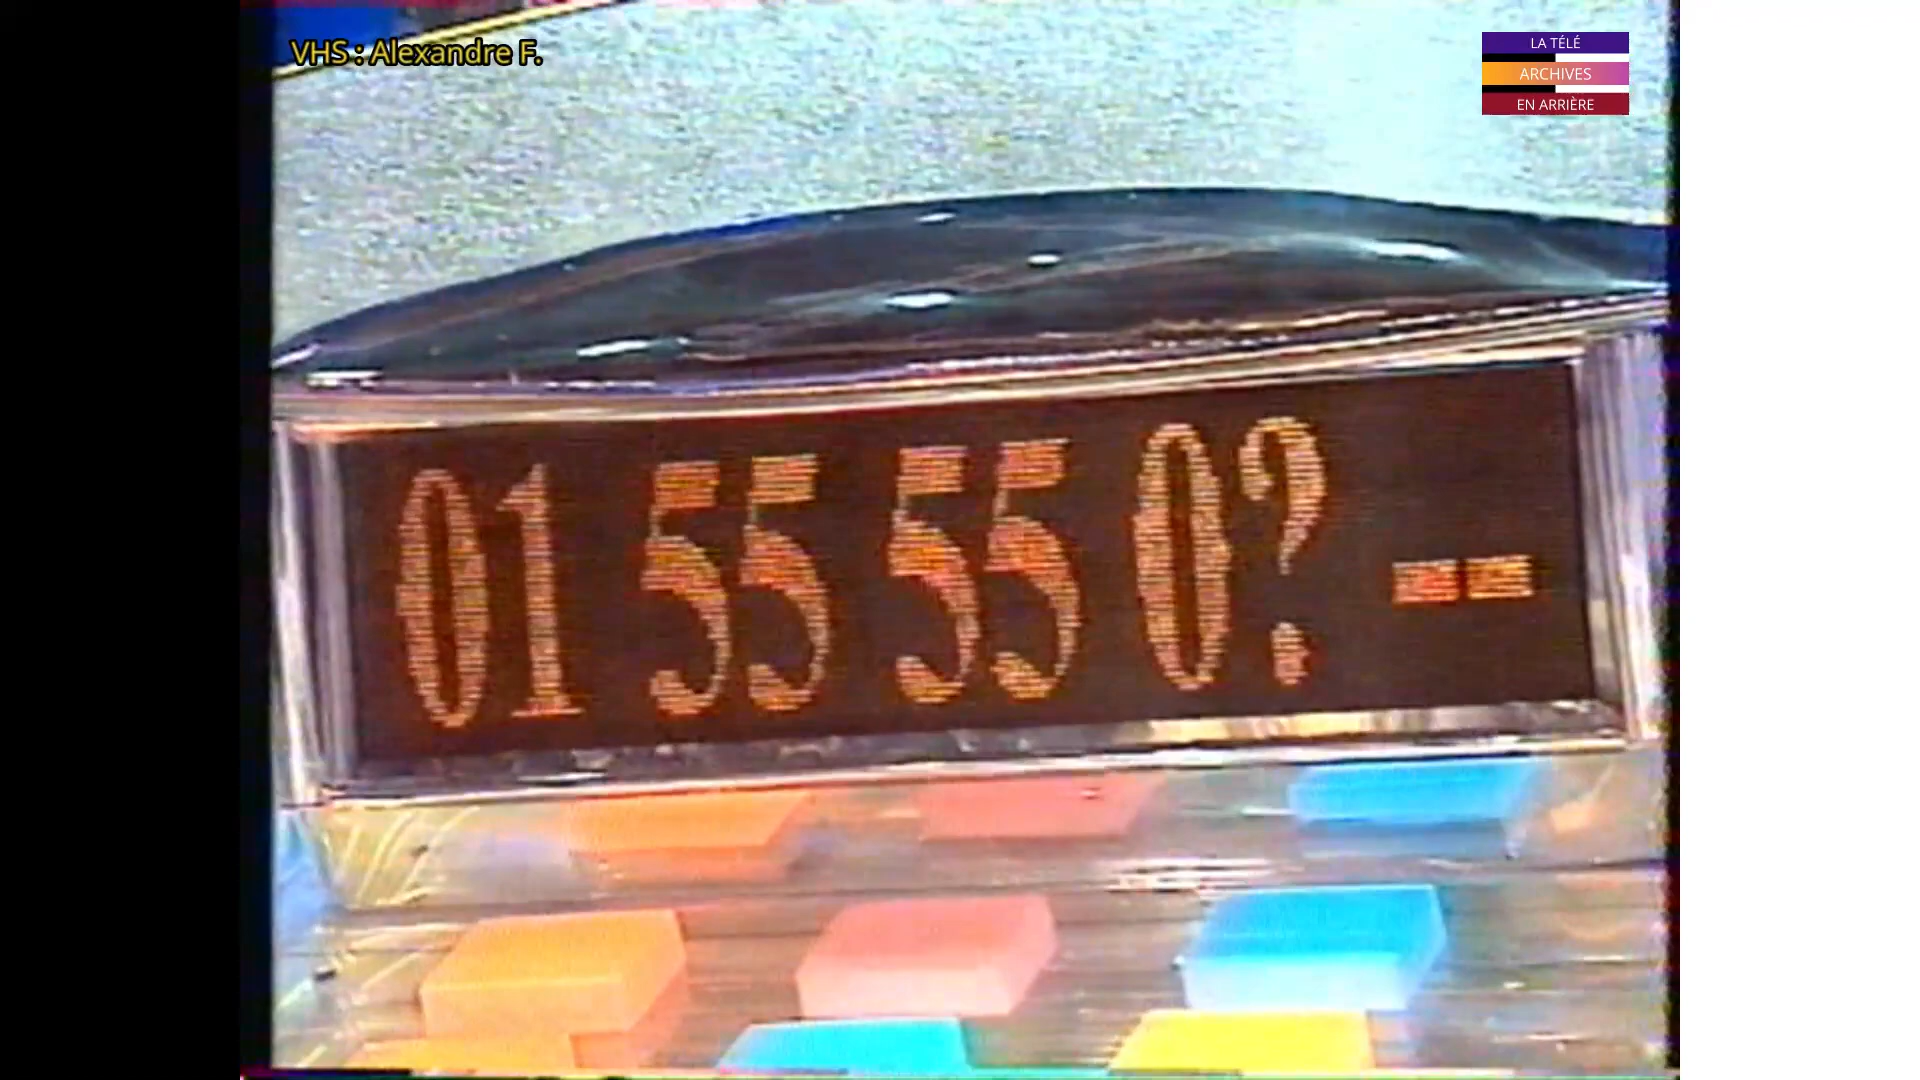 VHS : Alexandre F.
LA TÉLÉ
ARCHIVES
EN ARRIÈRE
01 55 55 0? --